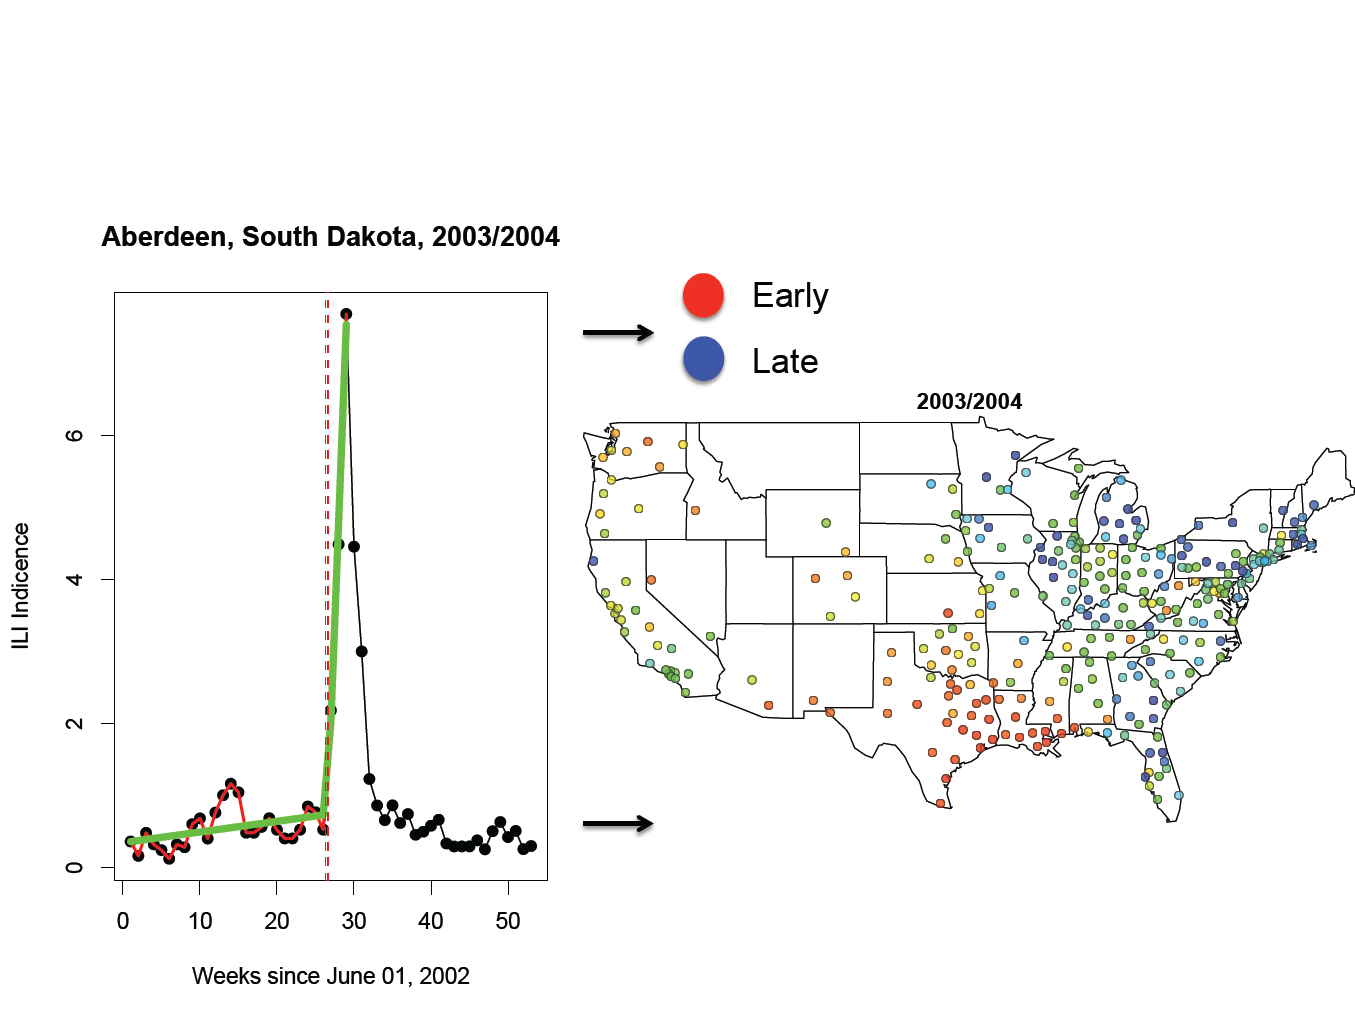 Aberdeen, South Dakota, 2003/2004
Early
Late
2003/2004
ILI Indicence
6
4
2
0
0 10 20 30 40 50
Weeks since June 01, 2002